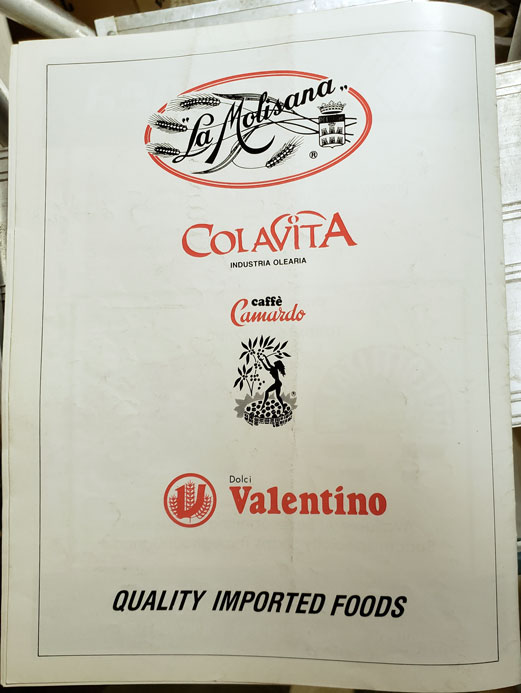 "La Molisana"
®
COLAVITA
INDUSTRIA OLEARIA
caffè
Camardo
Dolci
Valentino
QUALITY IMPORTED FOODS